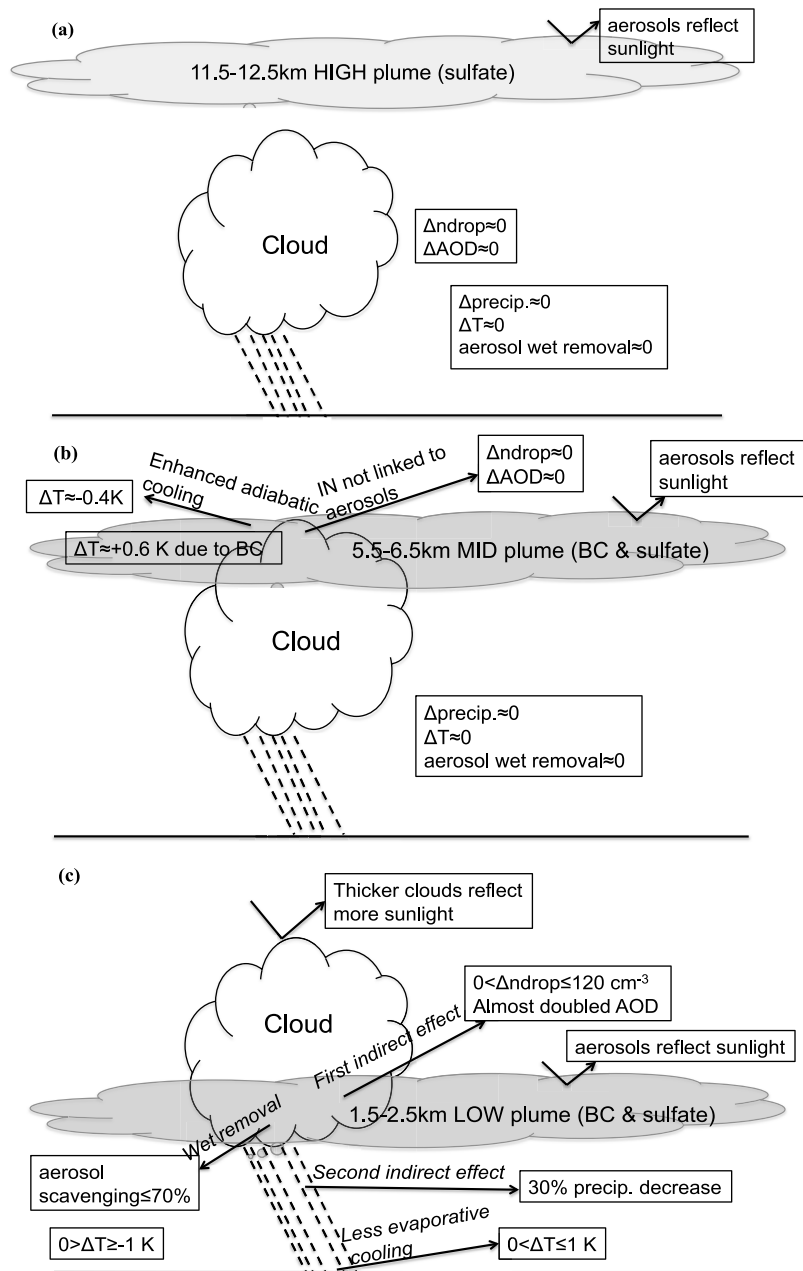 (a)
aerosols reflect
sunlight
11.5-12.5km HIGH plume (sulfate)
Cloud
Δndrop≈0
ΔAOD≈0
Δprecip.≈0
ΔT≈0
aerosol wet removal≈0
(b)
Enhanced adiabatic
cooling
IN not linked to
aerosols
Δndrop≈0
ΔAOD≈0
aerosols reflect
sunlight
ΔT≈-0.4K
ΔT≈+0.6 K due to BC
5.5-6.5km MID plume (BC & sulfate)
Cloud
Δprecip.≈0
ΔT≈0
aerosol wet removal≈0
(c)
Thicker clouds reflect
more sunlight
Cloud
0<Δndrop≤120 cm⁻³
Almost doubled AOD
First indirect effect
aerosols reflect sunlight
1.5-2.5km LOW plume (BC & sulfate)
Wet removal
aerosol
scavenging≤70%
Second indirect effect
30% precip. decrease
Less evaporative
cooling
0>ΔT≥-1 K
0<ΔT≤1 K